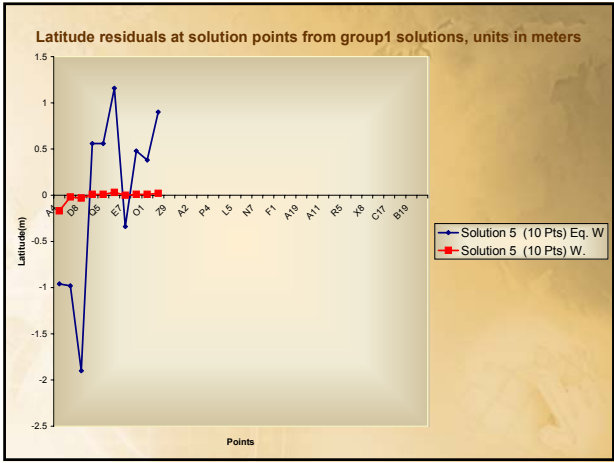 Latitude residuals at solution points from group1 solutions, units in meters
1.5
1
0.5
0
-0.5
-1
-1.5
-2
-2.5
Latitude(m)
A4 D8 Q5 E7 O1 Z9 A2 P4 L5 N7 F1 A19 A11 R5 X8 C17 B19
Points
Solution 5 (10 Pts) Eq. W
Solution 5 (10 Pts) W.